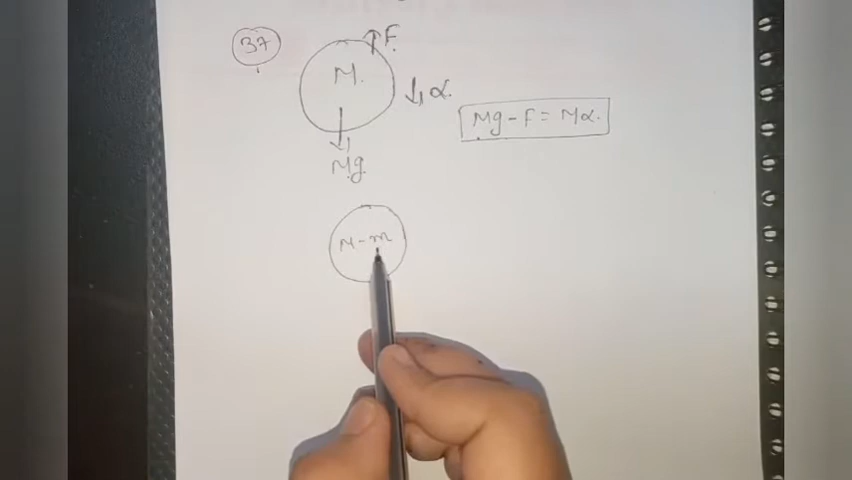 37
F
M
α
Mg - F = Mα
Mg
M - m